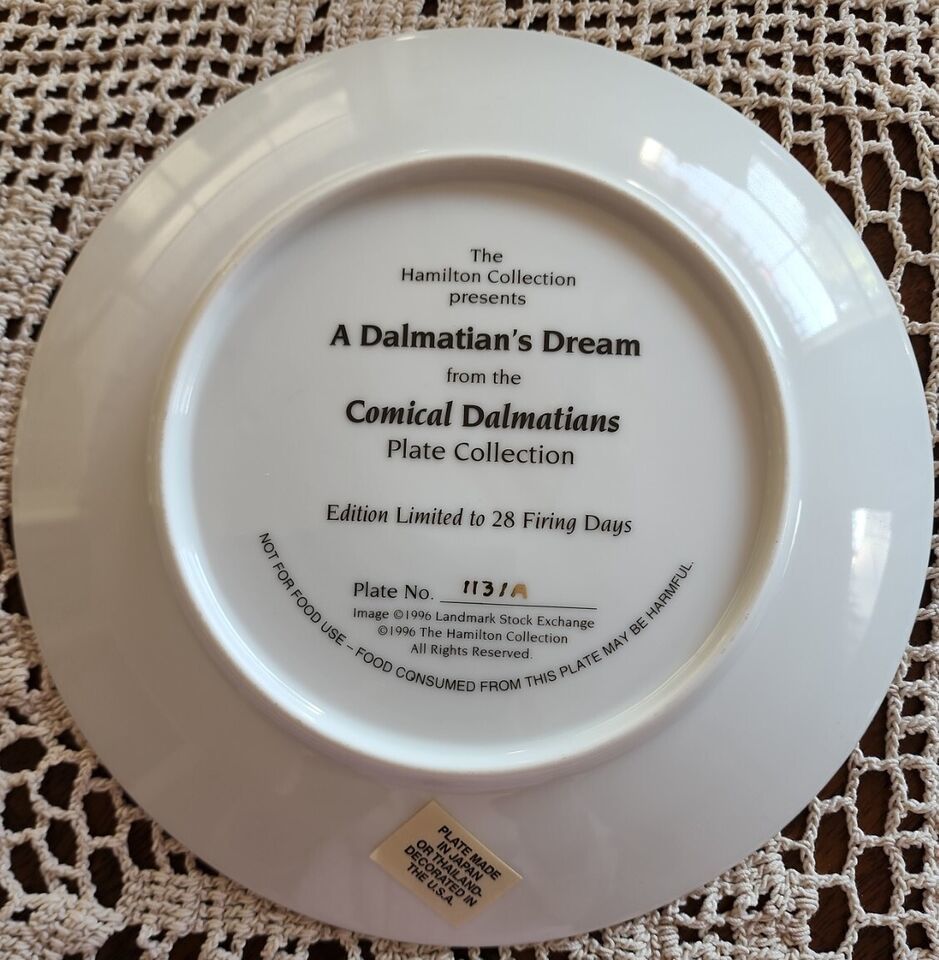 The
Hamilton Collection
presents
A Dalmatian's Dream
from the
Comical Dalmatians
Plate Collection
Edition Limited to 28 Firing Days
Plate No. 1131A
Image ©1996 Landmark Stock Exchange
©1996 The Hamilton Collection
All Rights Reserved.
NOT FOR FOOD USE – FOOD CONSUMED FROM THIS PLATE MAY BE HARMFUL.
PLATE MADE
IN JAPAN
OR THAILAND.
DECORATED IN
THE U.S.A.